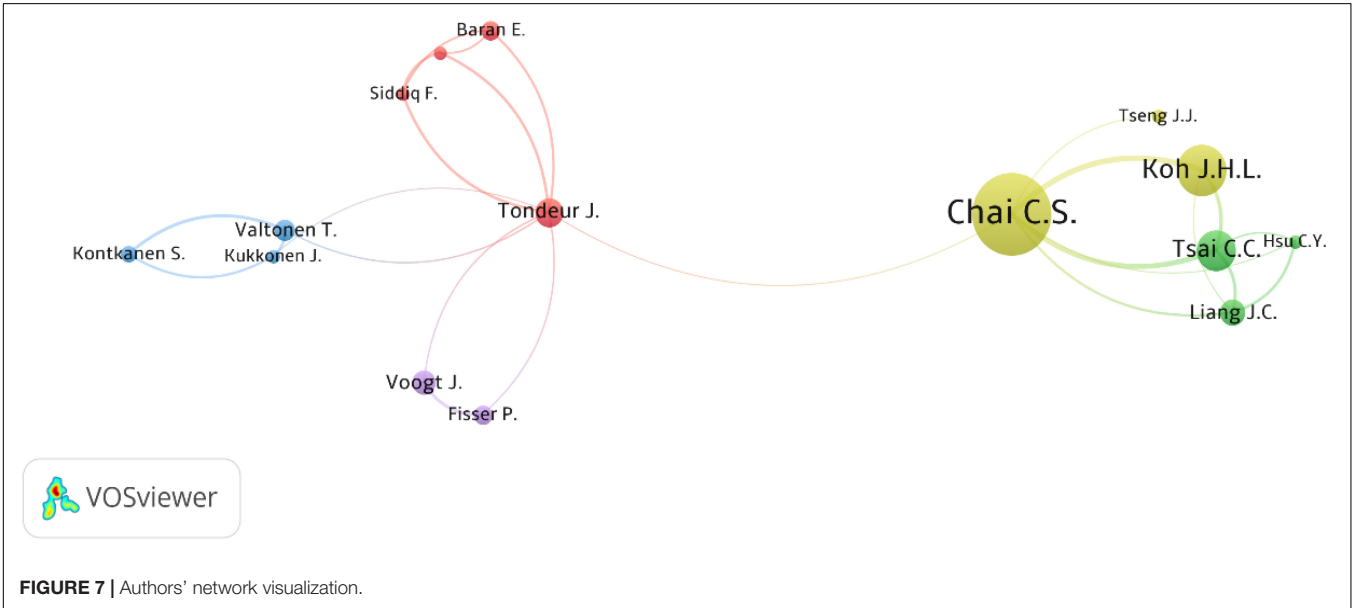 Baran E.
Siddiq F.
Tseng J.J.
Koh J.H.L.
Chai C.S.
Tondeur J.
Valtonen T.
Tsai C.C.
Hsu C.Y.
Kontkanen S.
Kukkonen J.
Liang J.C.
Voogt J.
Fisser P.
VOSviewer
FIGURE 7 | Authors’ network visualization.